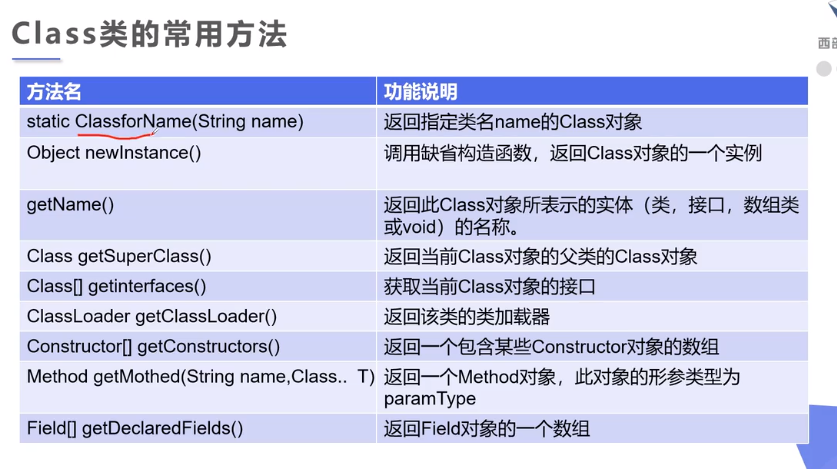 Class类的常用方法
西部
方法名 功能说明
static ClassforName(String name) 返回指定类名name的Class对象
Object newInstance() 调用缺省构造函数，返回Class对象的一个实例
getName() 返回此Class对象所表示的实体（类，接口，数组类
或void）的名称。
Class getSuperClass() 返回当前Class对象的父类的Class对象
Class[] getinterfaces() 获取当前Class对象的接口
ClassLoader getClassLoader() 返回该类的类加载器
Constructor[] getConstructors() 返回一个包含某些Constructor对象的数组
Method getMothed(String name,Class.. T) 返回一个Method对象，此对象的形参类型为
paramType
Field[] getDeclaredFields() 返回Field对象的一个数组